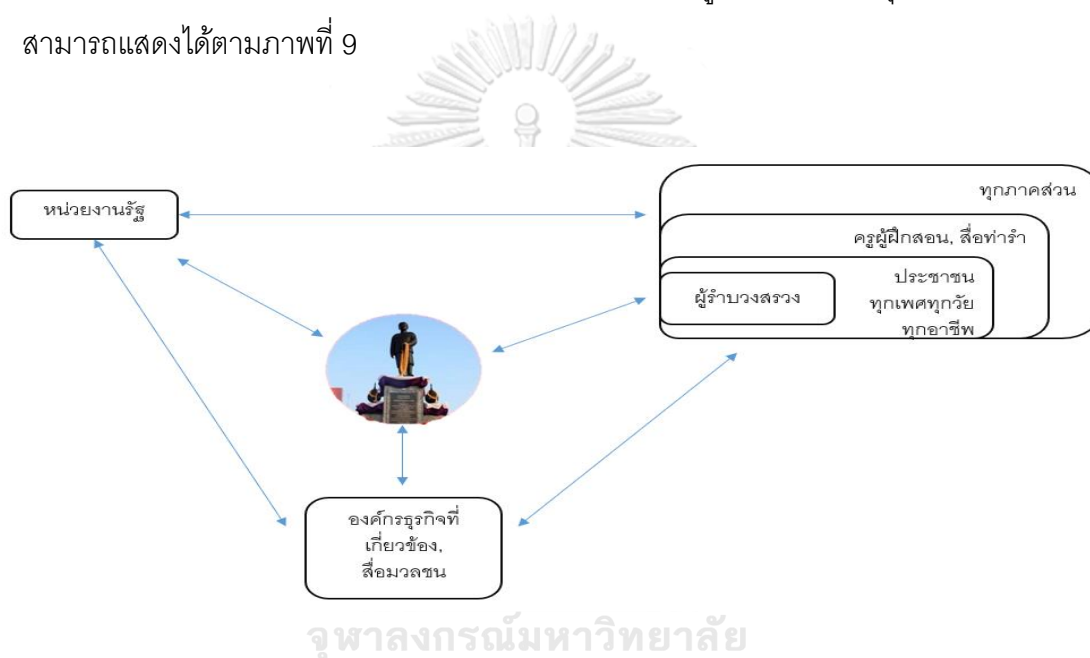 สามารถแสดงได้ตามภาพที่ 9
หน่วยงานรัฐ
ทุกภาคส่วน
ครูผู้ฝึกสอน, สื่อท่ารำ
ประชาชน
ทุกเพศทุกวัย
ทุกอาชีพ
ผู้รำบวงสรวง
องค์กรธุรกิจที่
เกี่ยวข้อง,
สื่อมวลชน
จุฬาลงกรณ์มหาวิทยาลัย